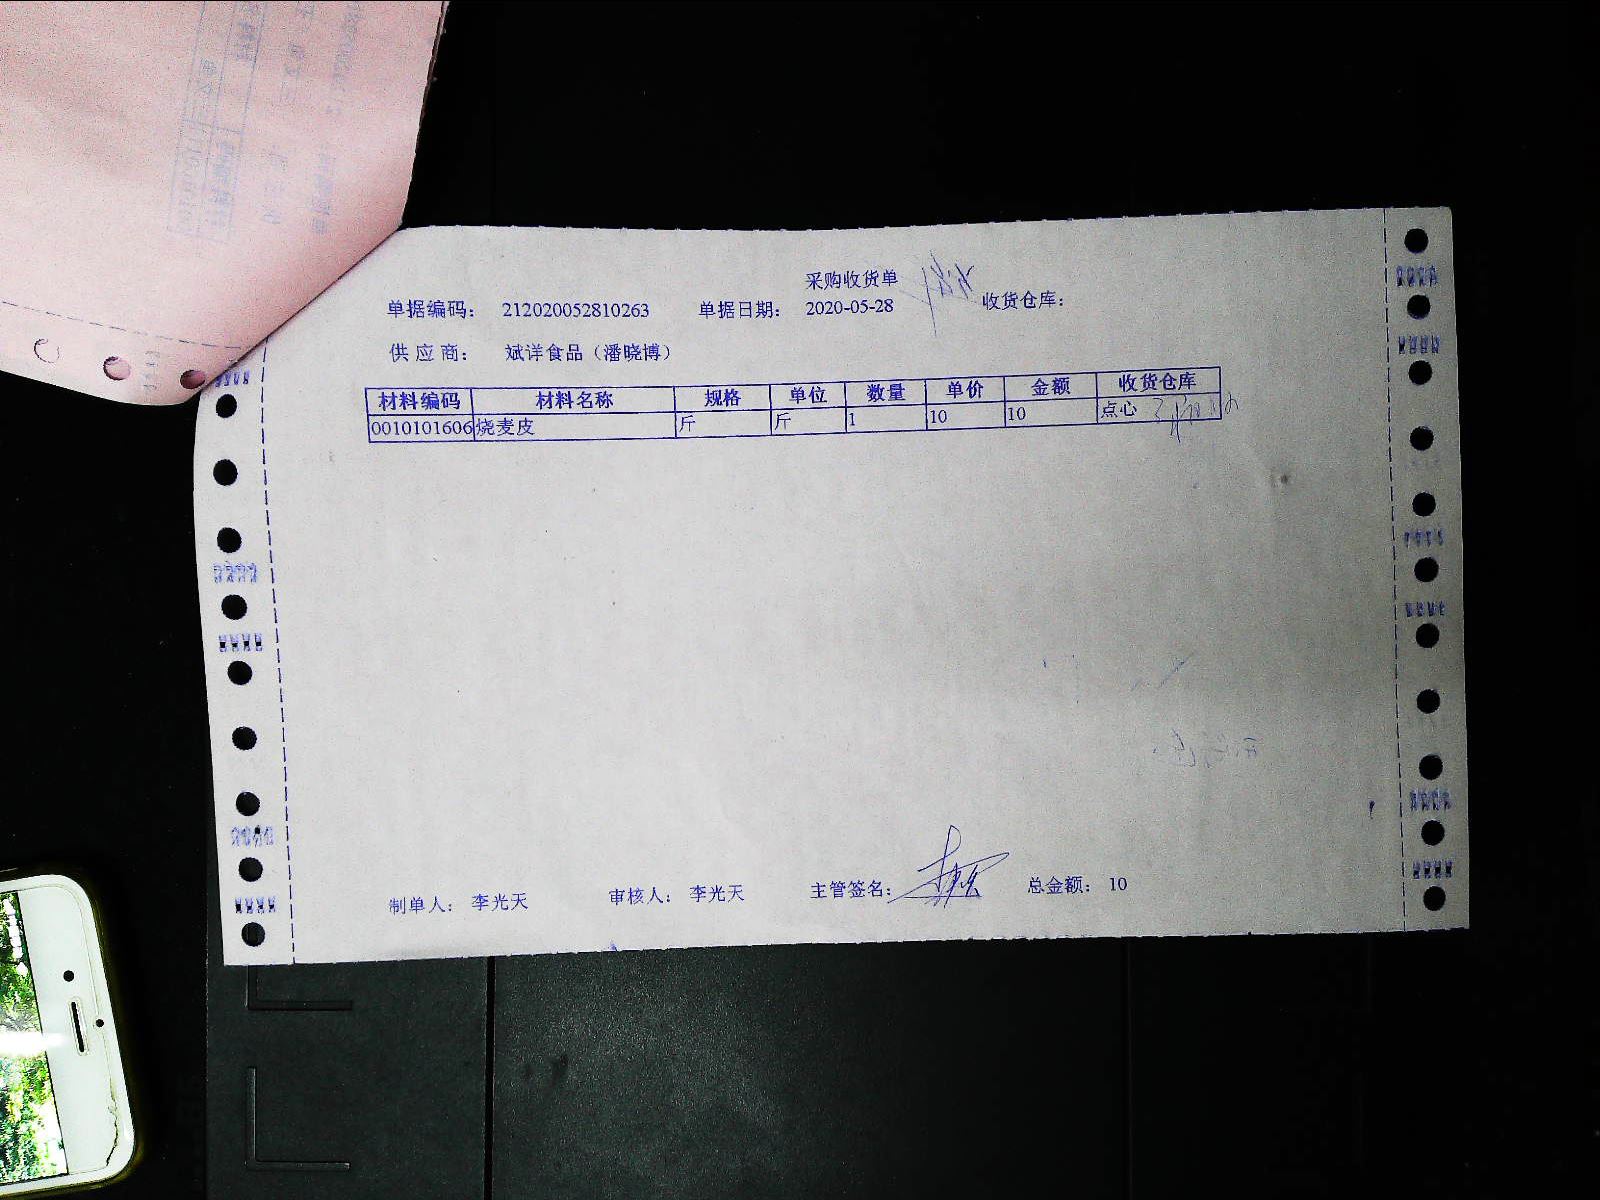 采购收货单
单据编码： 212020052810263 单据日期： 2020-05-28 收货仓库：
供 应 商： 斌详食品（潘晓博）
材料编码 材料名称 规格 单位 数量 单价 金额 收货仓库
0010101606 烧麦皮 斤 斤 1 10 10 点心
制单人： 李光天 审核人： 李光天 主管签名： 总金额： 10